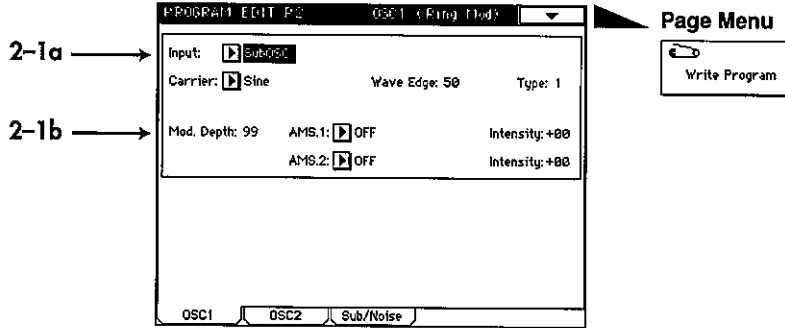 PROGRAM EDIT P2 OSC1 (Ring Mod)
Page Menu
Write Program
2-1a
Input: SubOSC
Carrier: Sine Wave Edge: 50 Type: 1
2-1b
Mod. Depth: 99 AMS.1: OFF Intensity: +00
AMS.2: OFF Intensity: +00
OSC1 OSC2 Sub/Noise